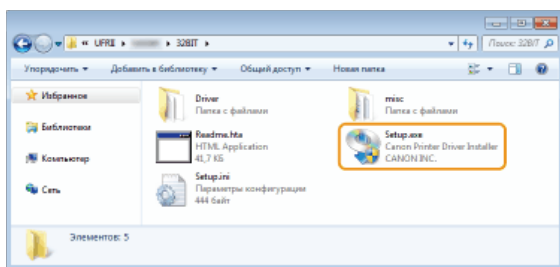 « UFRII ▸ ▸ 32BIT ▸
Поиск: 32BIT
Упорядочить ▾ Добавить в библиотеку ▾ Общий доступ ▾ Новая папка
Избранное
Библиотеки
Компьютер
Сеть
Driver
Папка с файлами
misc
Папка с файлами
Readme.hta
HTML Application
41,7 КБ
Setup.exe
Canon Printer Driver Installer
CANON INC.
Setup.ini
Параметры конфигурации
444 байт
Элементов: 5